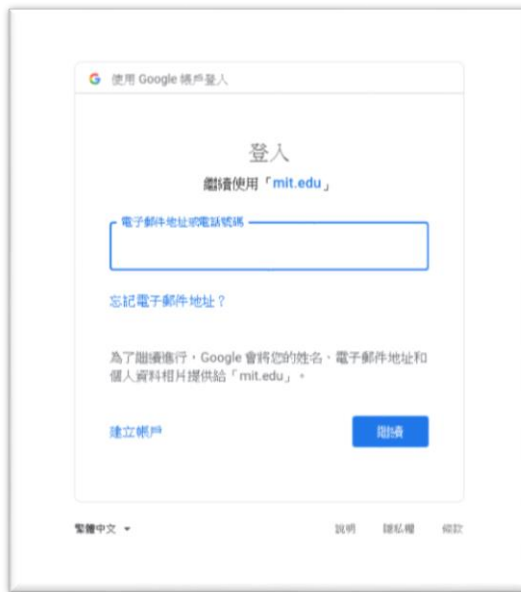 使用 Google 帳戶登入
登入
繼續使用「mit.edu」
電子郵件地址或電話號碼
忘記電子郵件地址？
為了繼續進行，Google 會將您的姓名、電子郵件地址和
個人資料相片提供給「mit.edu」。
建立帳戶
繼續
繁體中文
說明 隱私權 條款